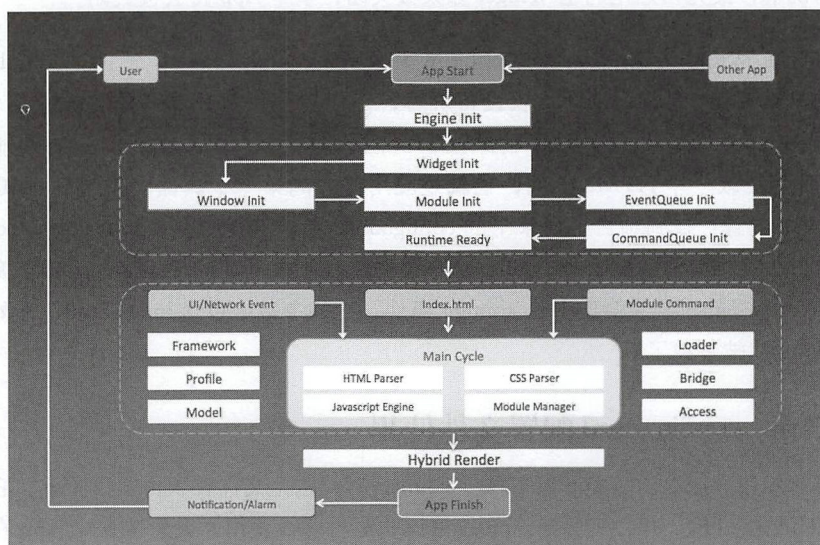 User
App Start
Other App
Engine Init
Widget Init
Window Init
Module Init
EventQueue Init
Runtime Ready
CommandQueue Init
UI/Network Event
Index.html
Module Command
Framework
Profile
Model
Main Cycle
HTML Parser
CSS Parser
Javascript Engine
Module Manager
Loader
Bridge
Access
Hybrid Render
Notification/Alarm
App Finish